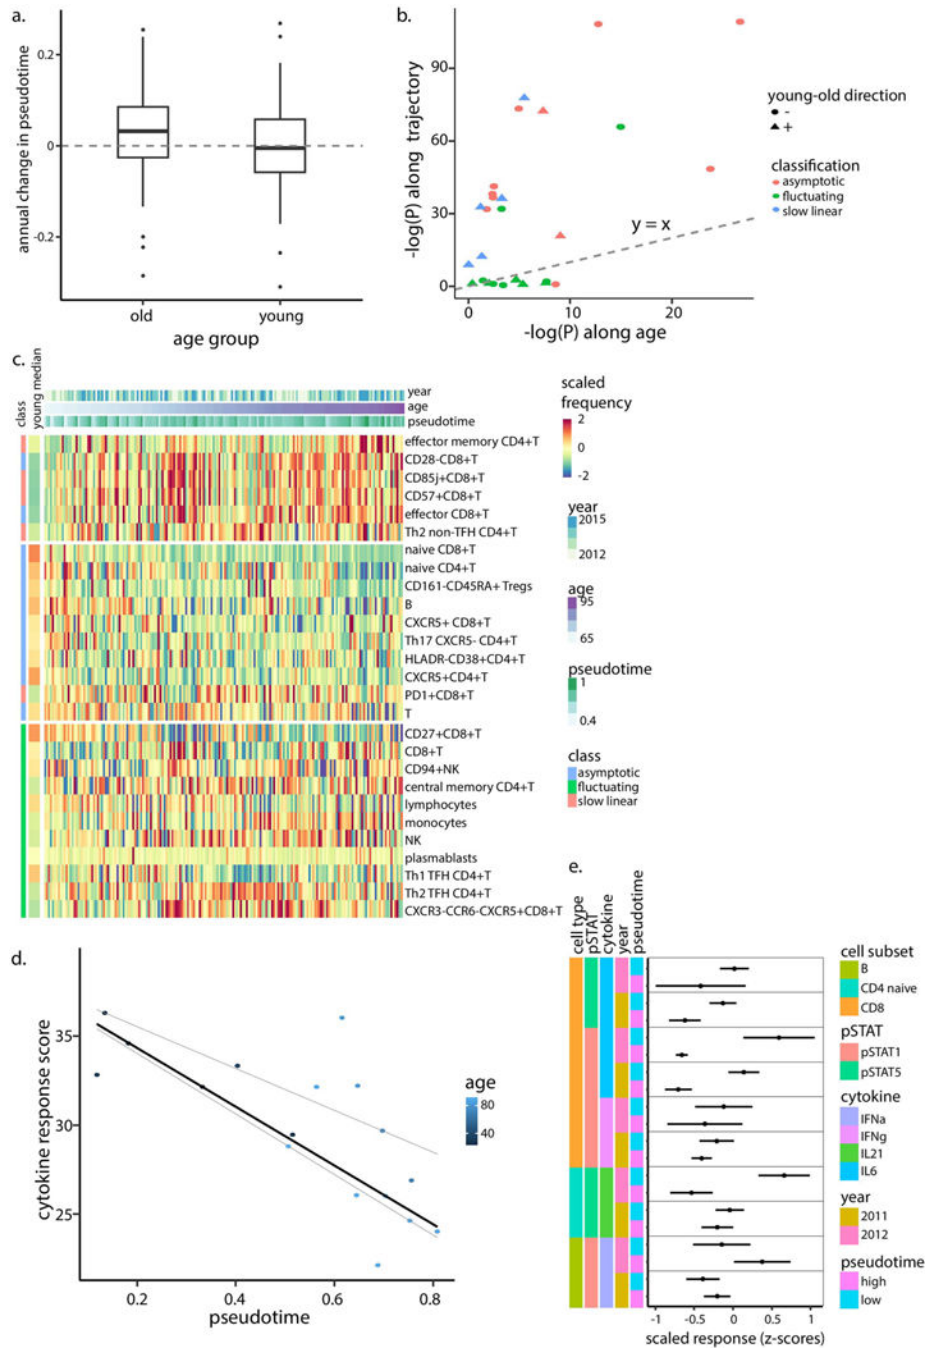 a.
annual change in pseudotime
0.2
0
-0.2
old
young
age group
b.
-log(P) along trajectory
90
60
30
0
y = x
0
10
20
-log(P) along age
young-old direction
-
+
classification
asymptotic
fluctuating
slow linear
c.
class
young median
year
age
pseudotime
effector memory CD4+T
CD28-CD8+T
CD85j+CD8+T
CD57+CD8+T
effector CD8+T
Th2 non-TFH CD4+T
naive CD8+T
naive CD4+T
CD161-CD45RA+ Tregs
B
CXCR5+ CD8+T
Th17 CXCR5- CD4+T
HLADR-CD38+CD4+T
CXCR5+CD4+T
PD1+CD8+T
T
CD27+CD8+T
CD8+T
CD94+NK
central memory CD4+T
lymphocytes
monocytes
NK
plasmablasts
Th1 TFH CD4+T
Th2 TFH CD4+T
CXCR3-CCR6-CXCR5+CD8+T
scaled
frequency
2
0
-2
year
2015
2012
age
95
65
pseudotime
1
0.4
class
asymptotic
fluctuating
slow linear
d.
cytokine response score
35
30
25
0.2
0.4
0.6
0.8
pseudotime
age
80
40
e.
cell type
pSTAT
cytokine
year
pseudotime
-1
-0.5
0
0.5
1
scaled response (z-scores)
cell subset
B
CD4 naive
CD8
pSTAT
pSTAT1
pSTAT5
cytokine
IFNa
IFNg
IL21
IL6
year
2011
2012
pseudotime
high
low